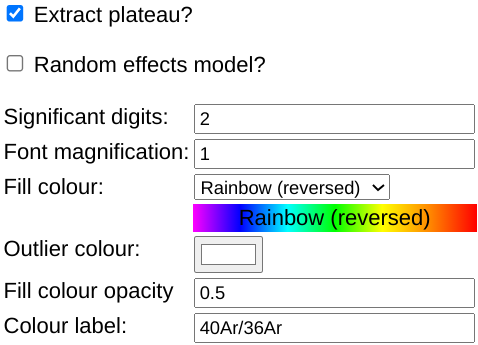 Extract plateau?
Random effects model?
Significant digits: 2
Font magnification: 1
Fill colour: Rainbow (reversed)
Rainbow (reversed)
Outlier colour:
Fill colour opacity 0.5
Colour label: 40Ar/36Ar